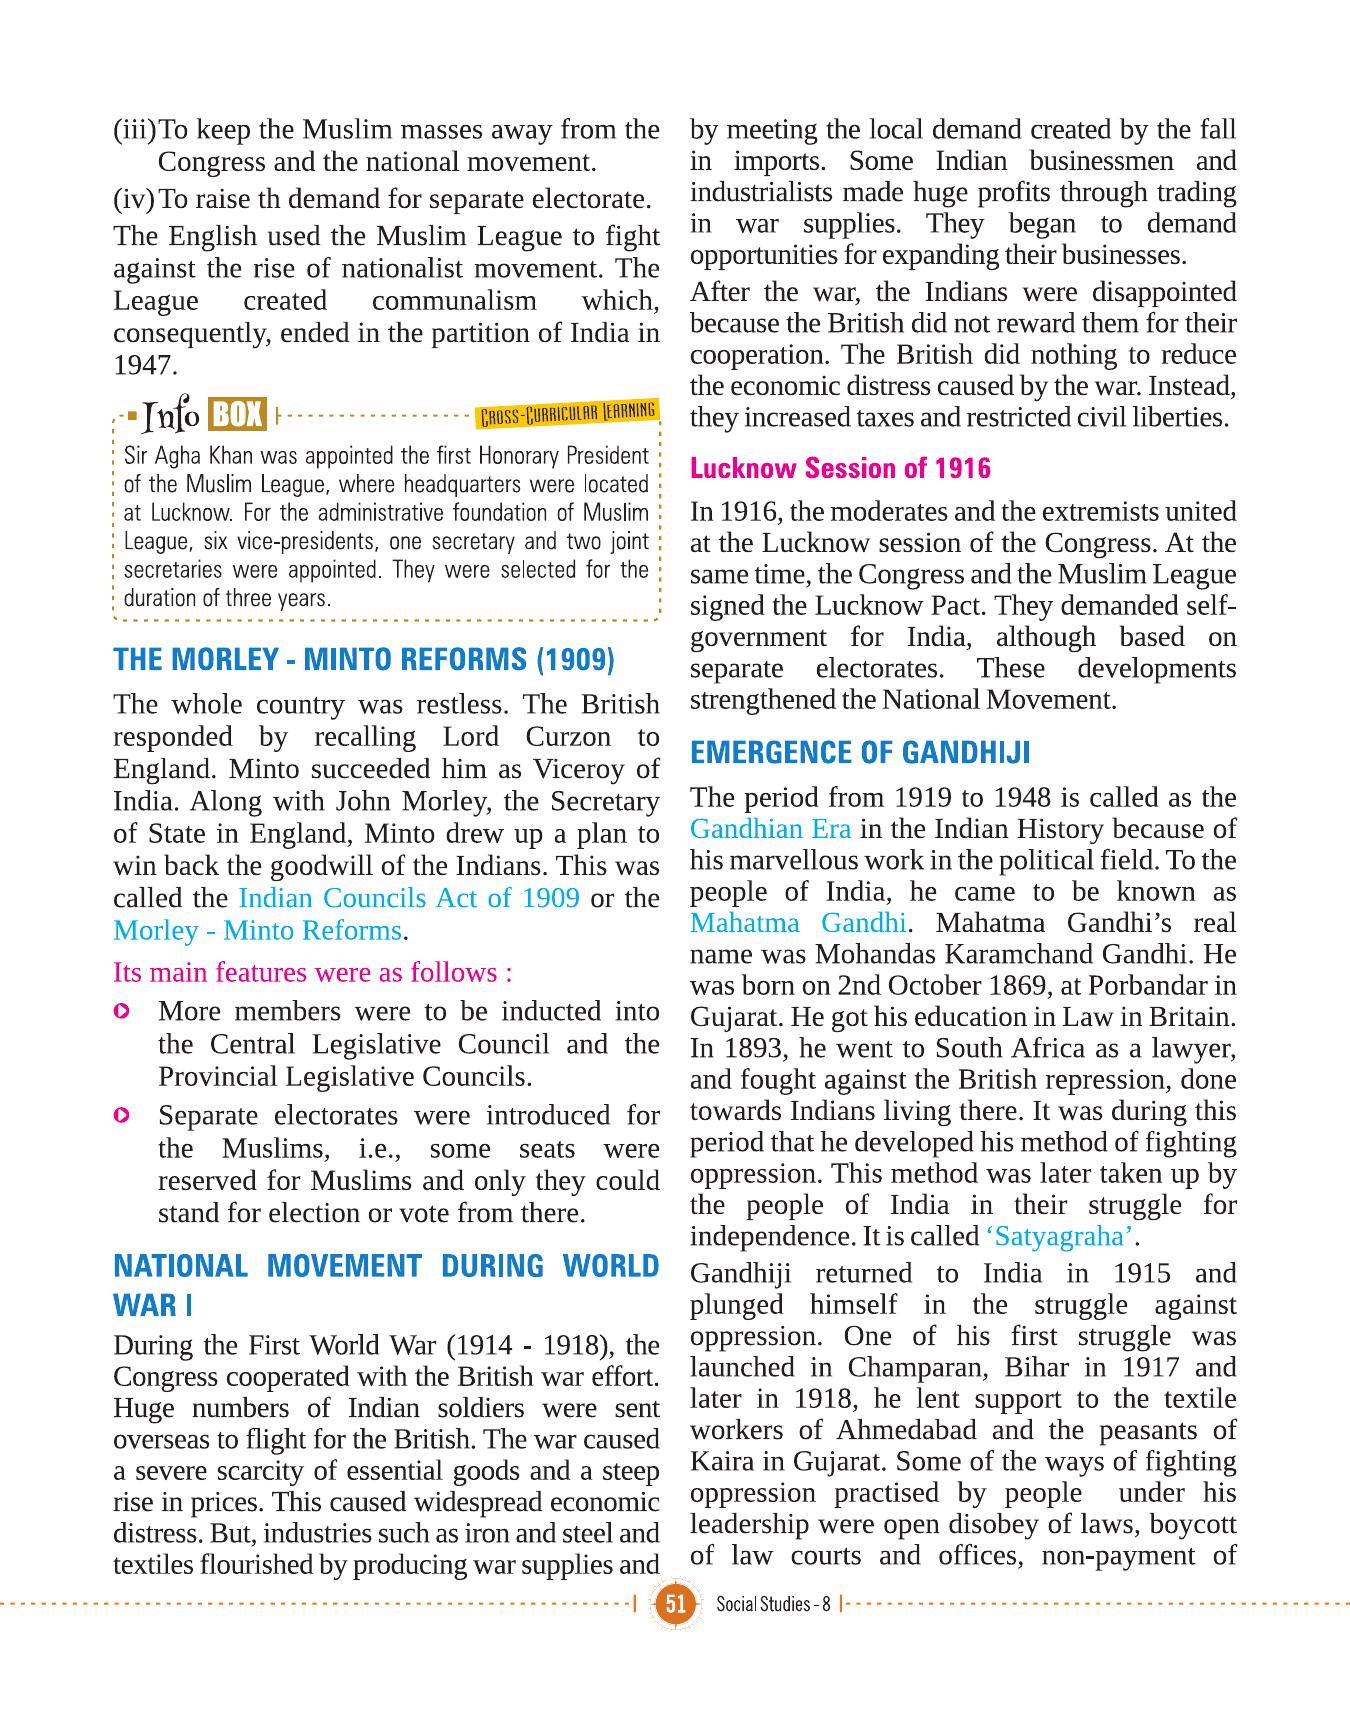 (iii)To keep the Muslim masses away from the
Congress and the national movement.
(iv)To raise th demand for separate electorate.
The English used the Muslim League to fight
against the rise of nationalist movement. The
League created communalism which,
consequently, ended in the partition of India in
1947.
Info BOX
CROSS-CURRICULAR LEARNING
Sir Agha Khan was appointed the first Honorary President
of the Muslim League, where headquarters were located
at Lucknow. For the administrative foundation of Muslim
League, six vice-presidents, one secretary and two joint
secretaries were appointed. They were selected for the
duration of three years.
THE MORLEY - MINTO REFORMS (1909)
The whole country was restless. The British
responded by recalling Lord Curzon to
England. Minto succeeded him as Viceroy of
India. Along with John Morley, the Secretary
of State in England, Minto drew up a plan to
win back the goodwill of the Indians. This was
called the Indian Councils Act of 1909 or the
Morley - Minto Reforms.
Its main features were as follows :
More members were to be inducted into
the Central Legislative Council and the
Provincial Legislative Councils.
Separate electorates were introduced for
the Muslims, i.e., some seats were
reserved for Muslims and only they could
stand for election or vote from there.
NATIONAL MOVEMENT DURING WORLD
WAR I
During the First World War (1914 - 1918), the
Congress cooperated with the British war effort.
Huge numbers of Indian soldiers were sent
overseas to flight for the British. The war caused
a severe scarcity of essential goods and a steep
rise in prices. This caused widespread economic
distress. But, industries such as iron and steel and
textiles flourished by producing war supplies and
by meeting the local demand created by the fall
in imports. Some Indian businessmen and
industrialists made huge profits through trading
in war supplies. They began to demand
opportunities for expanding their businesses.
After the war, the Indians were disappointed
because the British did not reward them for their
cooperation. The British did nothing to reduce
the economic distress caused by the war. Instead,
they increased taxes and restricted civil liberties.
Lucknow Session of 1916
In 1916, the moderates and the extremists united
at the Lucknow session of the Congress. At the
same time, the Congress and the Muslim League
signed the Lucknow Pact. They demanded self-
government for India, although based on
separate electorates. These developments
strengthened the National Movement.
EMERGENCE OF GANDHIJI
The period from 1919 to 1948 is called as the
Gandhian Era in the Indian History because of
his marvellous work in the political field. To the
people of India, he came to be known as
Mahatma Gandhi. Mahatma Gandhi’s real
name was Mohandas Karamchand Gandhi. He
was born on 2nd October 1869, at Porbandar in
Gujarat. He got his education in Law in Britain.
In 1893, he went to South Africa as a lawyer,
and fought against the British repression, done
towards Indians living there. It was during this
period that he developed his method of fighting
oppression. This method was later taken up by
the people of India in their struggle for
independence. It is called ‘Satyagraha’.
Gandhiji returned to India in 1915 and
plunged himself in the struggle against
oppression. One of his first struggle was
launched in Champaran, Bihar in 1917 and
later in 1918, he lent support to the textile
workers of Ahmedabad and the peasants of
Kaira in Gujarat. Some of the ways of fighting
oppression practised by people under his
leadership were open disobey of laws, boycott
of law courts and offices, non-payment of
51 Social Studies - 8